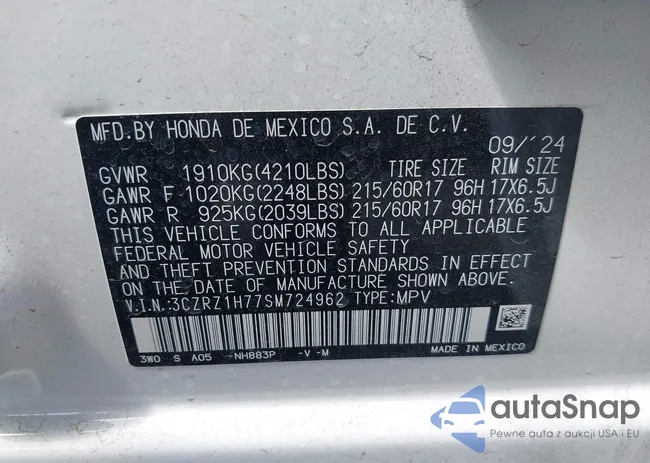 MFD.BY HONDA DE MEXICO S.A. DE C.V.
09/'24
GVWR 1910KG(4210LBS) TIRE SIZE RIM SIZE
GAWR F 1020KG(2248LBS) 215/60R17 96H 17X6.5J
GAWR R 925KG(2039LBS) 215/60R17 96H 17X6.5J
THIS VEHICLE CONFORMS TO ALL APPLICABLE
FEDERAL MOTOR VEHICLE SAFETY
AND THEFT PREVENTION STANDARDS IN EFFECT
ON THE DATE OF MANUFACTURE SHOWN ABOVE.
V.I.N.:3CZRZ1H77SM724962 TYPE:MPV
3W0 S A05 -NH883P -V -M MADE IN MEXICO
autaSnap
Pewne auta z aukcji USA i EU